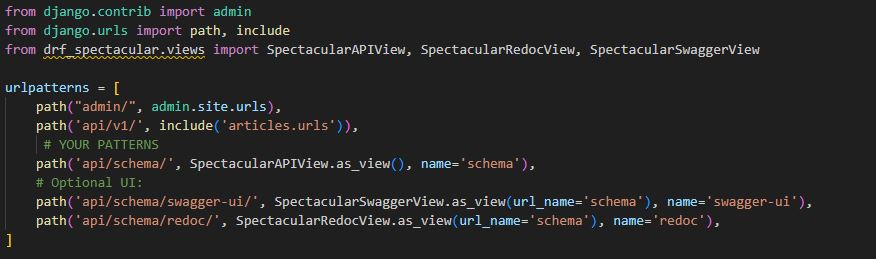 from django.contrib import admin
from django.urls import path, include
from drf_spectacular.views import SpectacularAPIView, SpectacularRedocView, SpectacularSwaggerView

urlpatterns = [
    path("admin/", admin.site.urls),
    path('api/v1/', include('articles.urls')),
     # YOUR PATTERNS
    path('api/schema/', SpectacularAPIView.as_view(), name='schema'),
    # Optional UI:
    path('api/schema/swagger-ui/', SpectacularSwaggerView.as_view(url_name='schema'), name='swagger-ui'),
    path('api/schema/redoc/', SpectacularRedocView.as_view(url_name='schema'), name='redoc'),
]